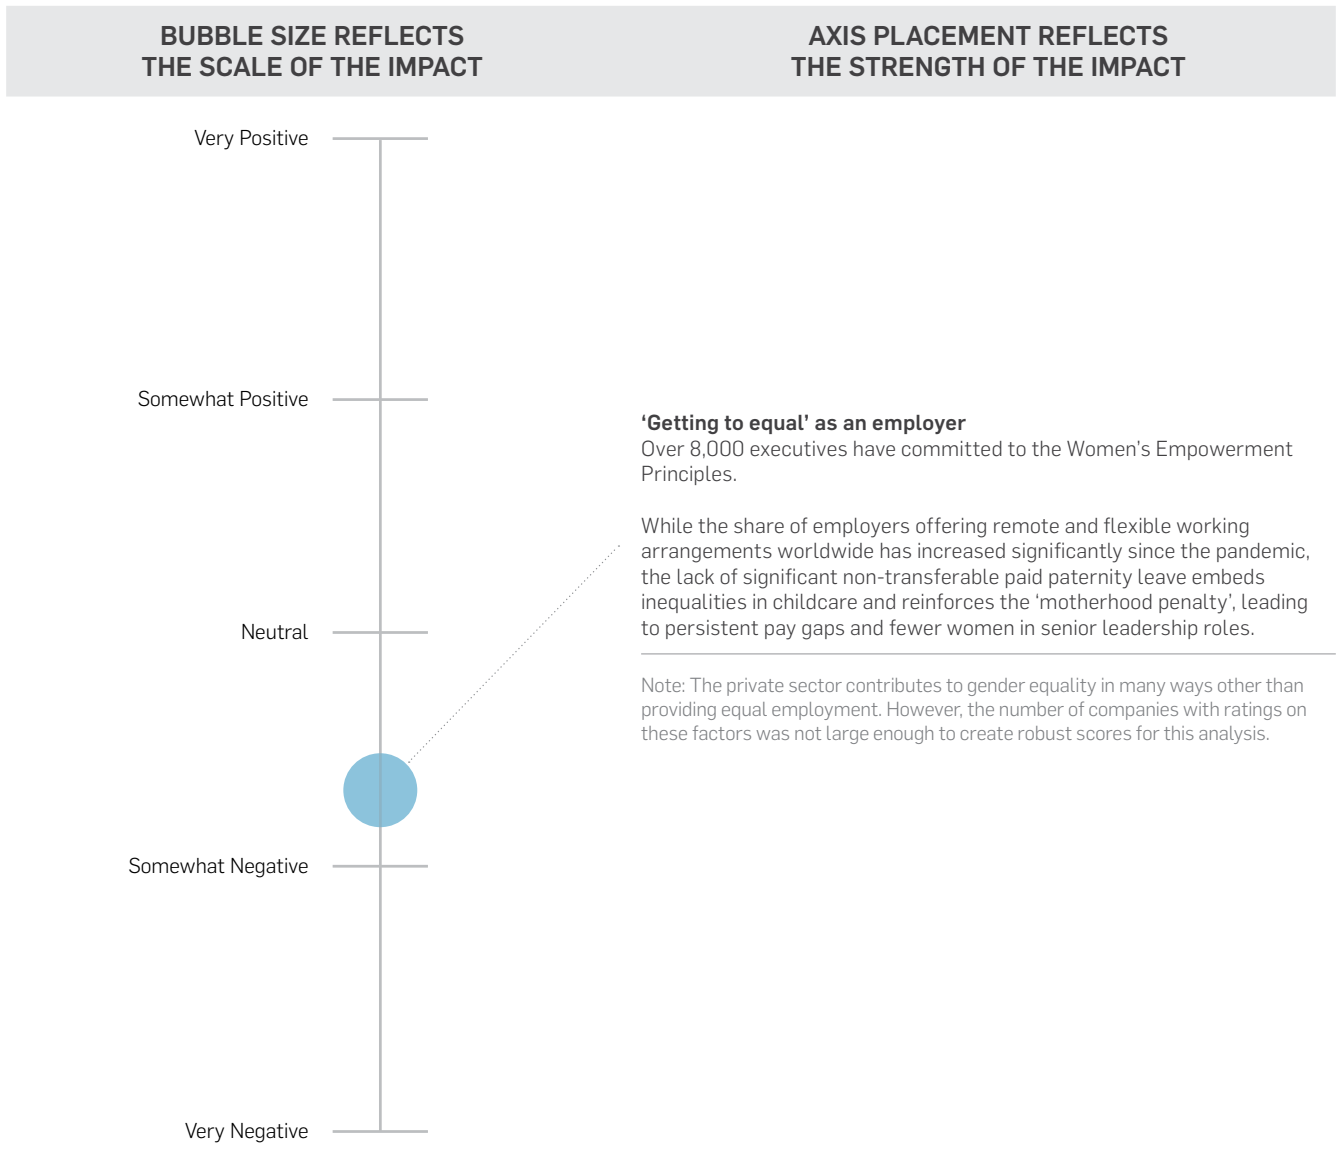 BUBBLE SIZE REFLECTS
THE SCALE OF THE IMPACT
AXIS PLACEMENT REFLECTS
THE STRENGTH OF THE IMPACT
Very Positive
Somewhat Positive
Neutral
Somewhat Negative
Very Negative
‘Getting to equal’ as an employer
Over 8,000 executives have committed to the Women’s Empowerment
Principles.
While the share of employers offering remote and flexible working
arrangements worldwide has increased significantly since the pandemic,
the lack of significant non-transferable paid paternity leave embeds
inequalities in childcare and reinforces the ‘motherhood penalty’, leading
to persistent pay gaps and fewer women in senior leadership roles.
Note: The private sector contributes to gender equality in many ways other than
providing equal employment. However, the number of companies with ratings on
these factors was not large enough to create robust scores for this analysis.